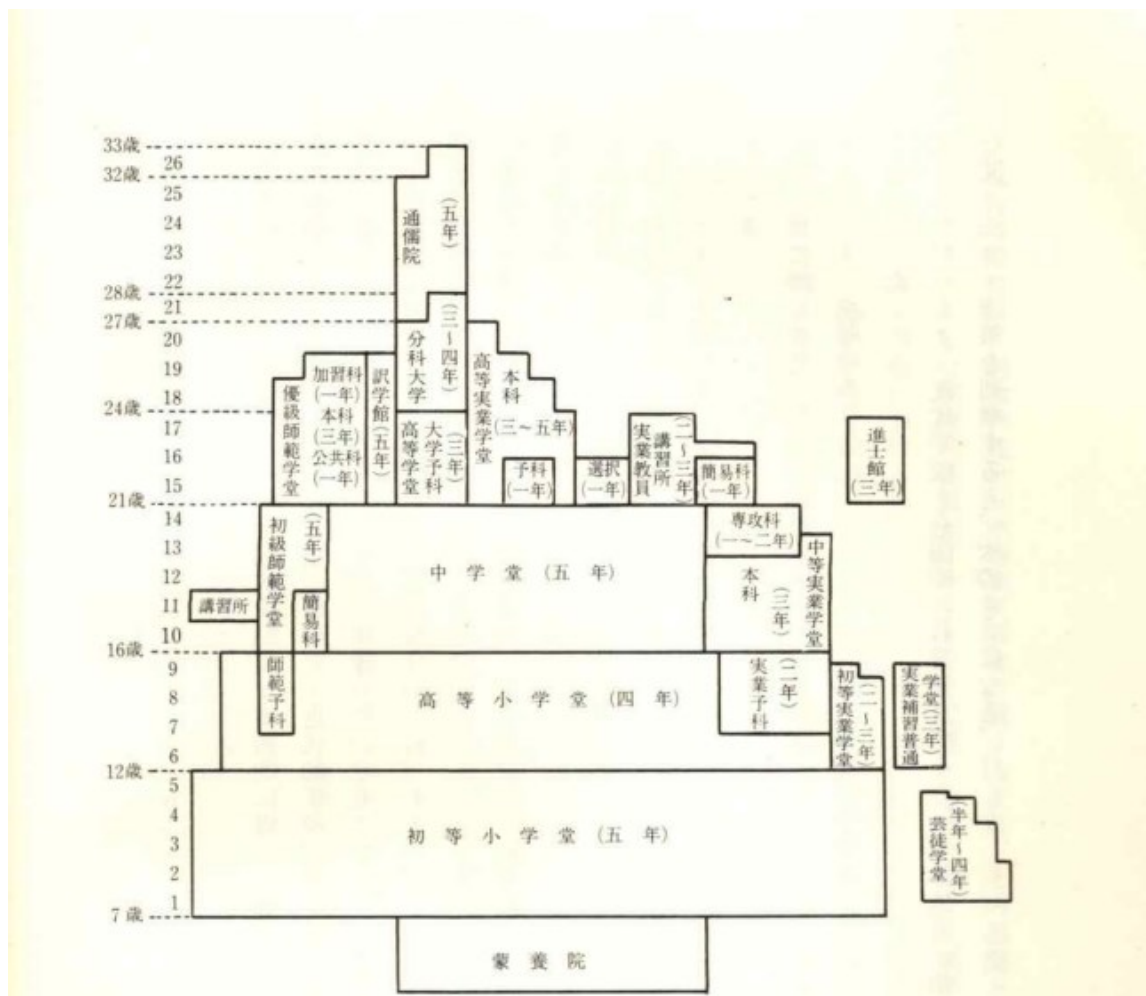 33歳
26
32歳
25
24
23
22
28歳
21
27歳
20
19
18
24歳
17
16
15
21歳
14
13
12
11
10
16歳
9
8
7
6
12歳
5
4
3
2
1
7歳
通儒院
(五年)
分科大学
(三～四年)
高等学堂
大学予科
(三年)
訳学館(五年)
優級師範学堂
加習科
(一年)
本科
(三年)
公共科
(一年)
高等実業学堂
本科
(三～五年)
予科
(一年)
選択
(一年)
実業教員
講習所
(二～三年)
簡易科
(一年)
進士館
(三年)
講習所
初級師範学堂
(五年)
簡易科
中学堂(五年)
専攻科
(一～二年)
本科
(三年)
中等実業学堂
師範予科
高等小学堂(四年)
実業予科
(二年)
初等実業学堂
(二～三年)
実業補習普通
学堂(三年)
初等小学堂(五年)
芸徒学堂
(半年～四年)
蒙養院